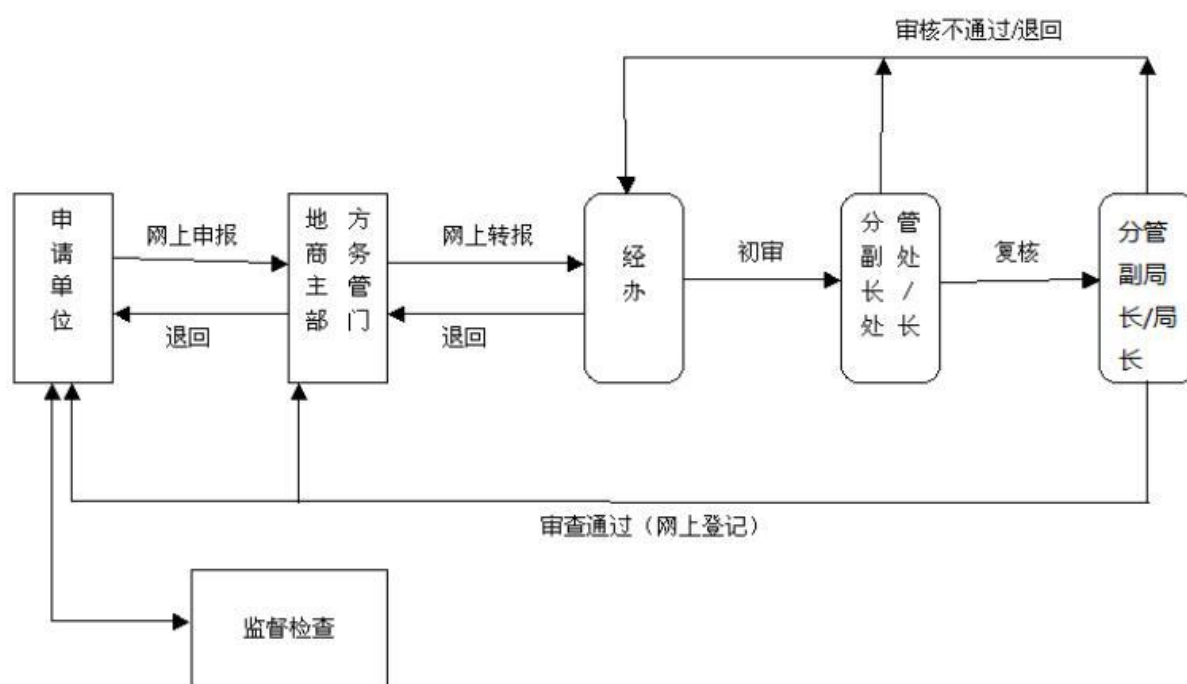 审核不通过/退回
申
请
单
位
网上申报
退回
地 方
商 务
主 管
部 门
网上转报
退回
经
办
初审
分 管
副 处
长 /
处 长
复核
分管
副局
长/局
长
审查通过（网上登记）
监督检查